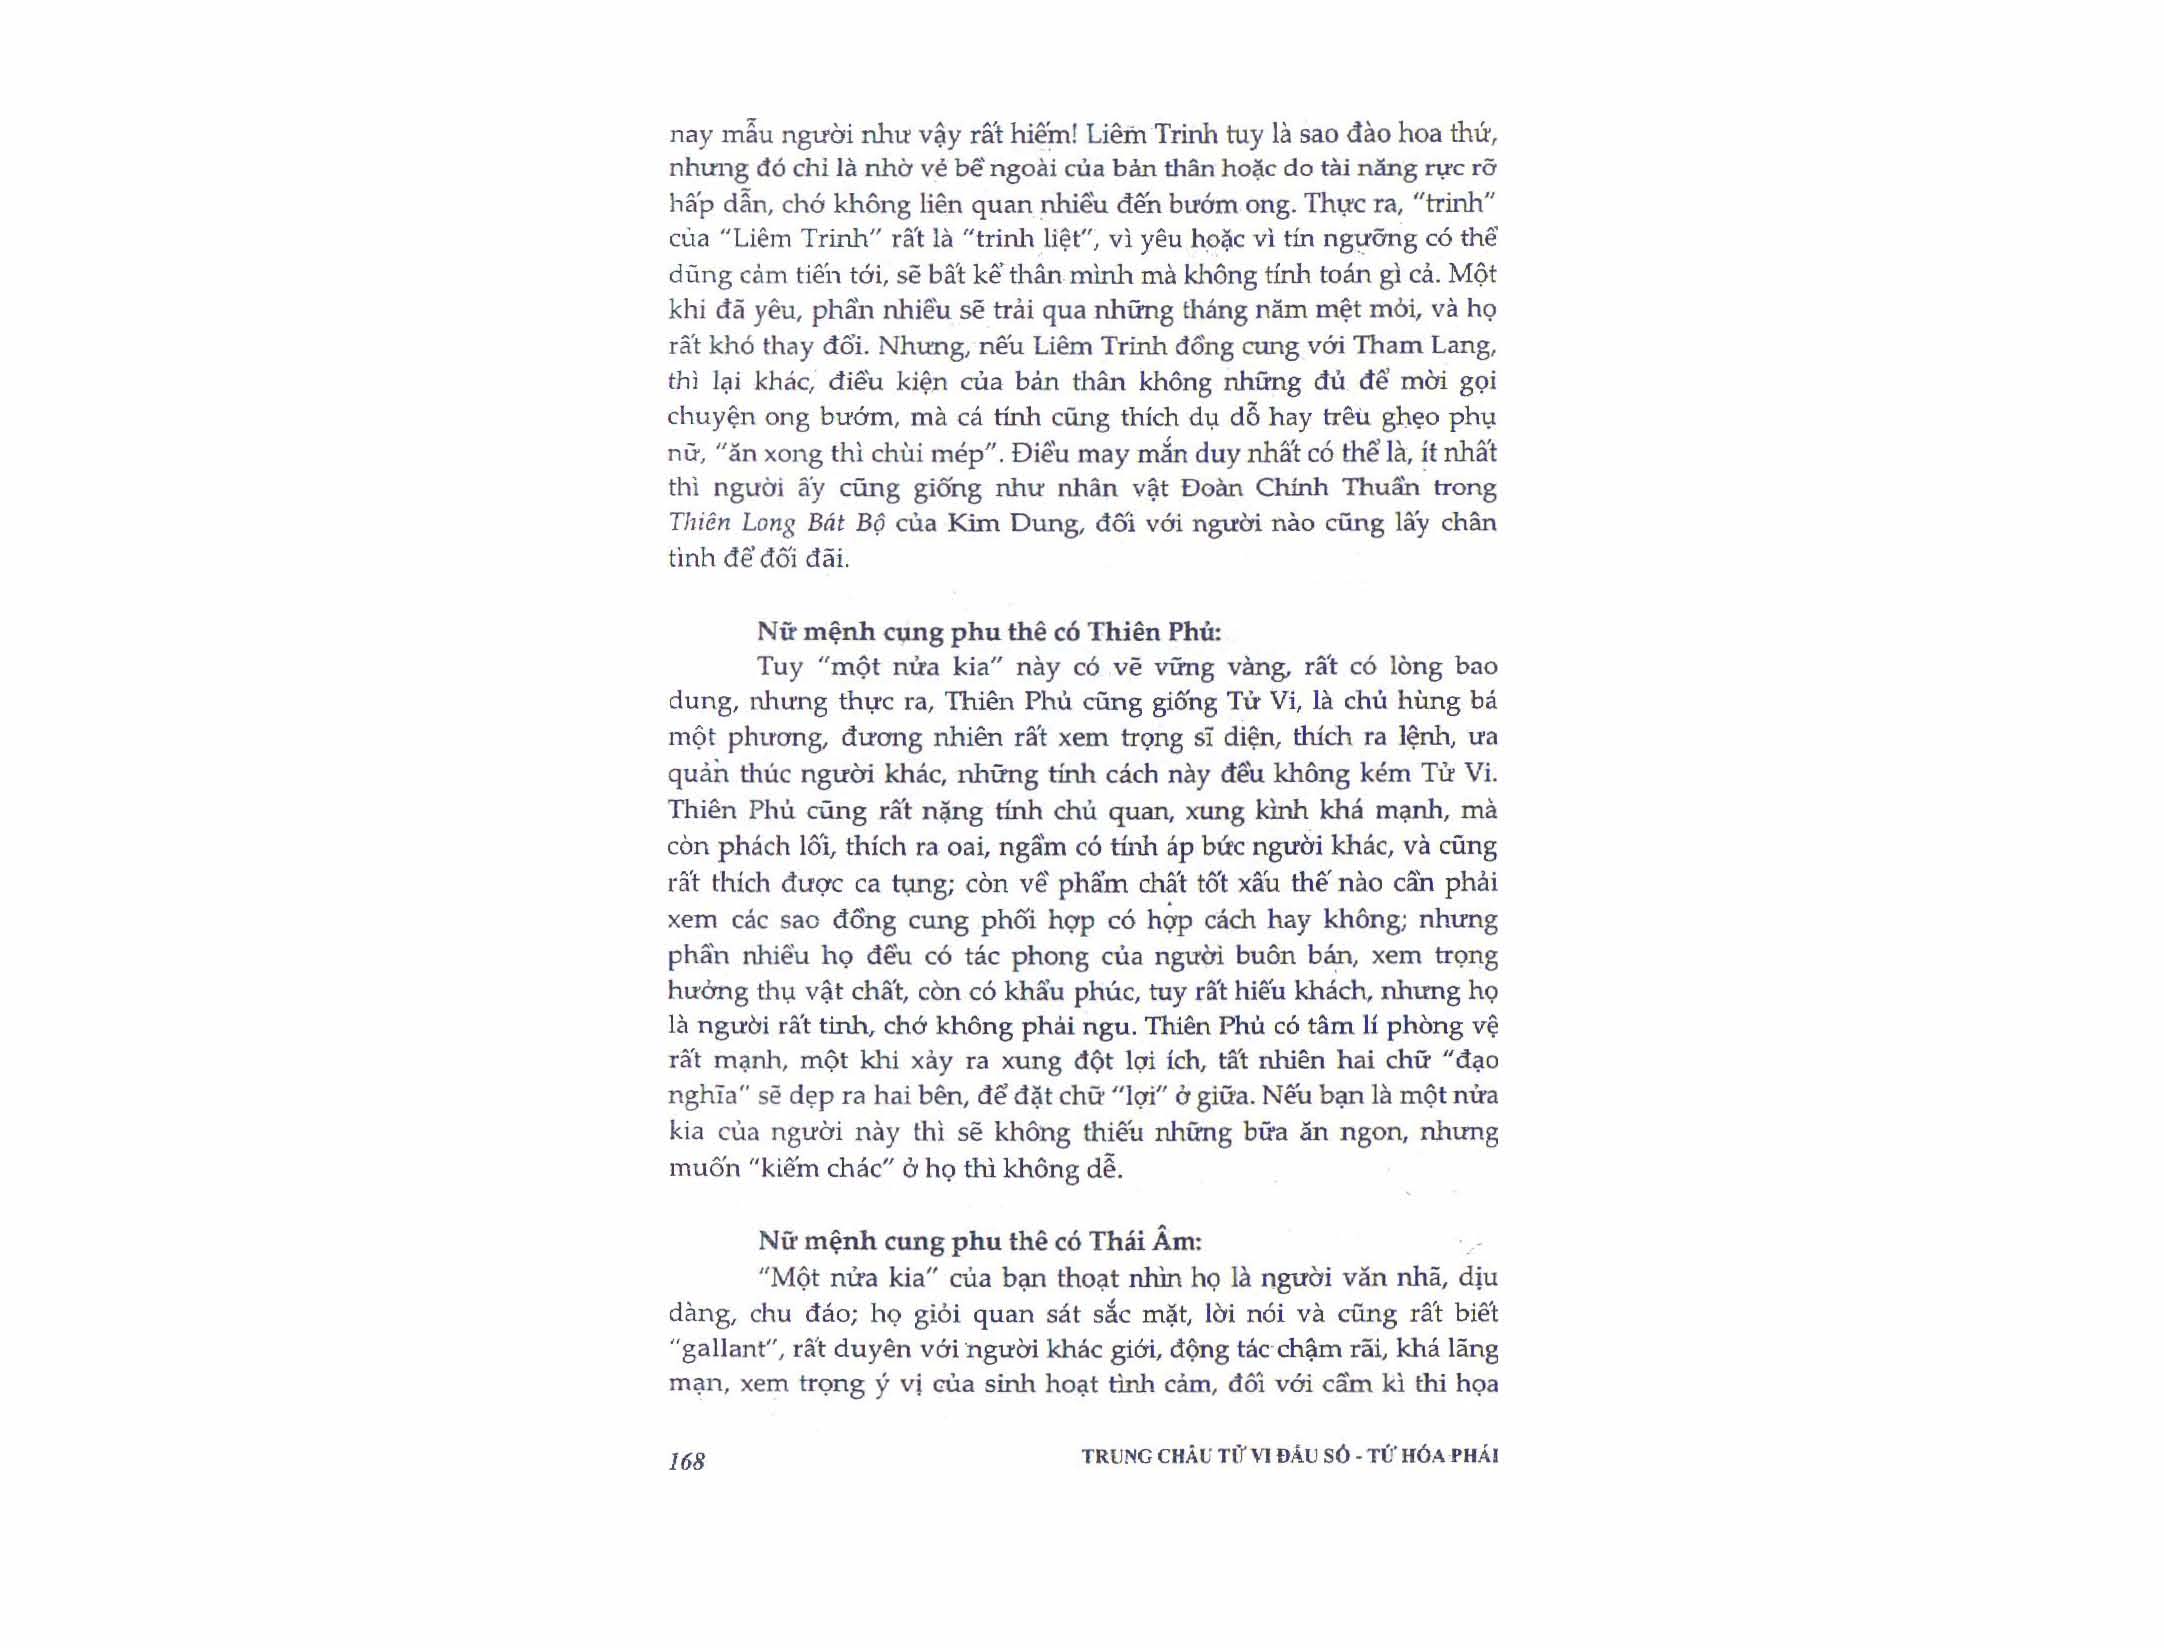 nay mẫu người như vậy rất hiếm! Liêm Trinh tuy là sao đào hoa thứ,
nhưng đó chỉ là nhờ vẻ bề ngoài của bản thân hoặc do tài năng rực rỡ
hấp dẫn, chớ không liên quan nhiều đến bướm ong. Thực ra, "trinh"
của "Liêm Trinh" rất là "trinh liệt", vì yêu hoặc vì tín ngưỡng có thể
dũng cảm tiến tới, sẽ bất kể thân mình mà không tính toán gì cả. Một
khi đã yêu, phần nhiều sẽ trải qua những tháng năm mệt mỏi, và họ
rất khó thay đổi. Nhưng, nếu Liêm Trinh đồng cung với Tham Lang,
thì lại khác, điều kiện của bản thân không những đủ để mời gọi
chuyện ong bướm, mà cá tính cũng thích dụ dỗ hay trêu ghẹo phụ
nữ, "ăn xong thì chùi mép". Điều may mắn duy nhất có thể là, ít nhất
thì người ấy cũng giống như nhân vật Đoàn Chính Thuần trong
Thiên Long Bát Bộ của Kim Dung, đối với người nào cũng lấy chân
tình để đối đãi.
Nữ mệnh cung phu thê có Thiên Phủ:
Tuy "một nửa kia" này có vẽ vững vàng, rất có lòng bao
dung, nhưng thực ra, Thiên Phủ cũng giống Tử Vi, là chủ hùng bá
một phương, đương nhiên rất xem trọng sĩ diện, thích ra lệnh, ưa
quản thúc người khác, những tính cách này đều không kém Tử Vi.
Thiên Phủ cũng rất nặng tính chủ quan, xung kình khá mạnh, mà
còn phách lối, thích ra oai, ngầm có tính áp bức người khác, và cũng
rất thích được ca tụng; còn về phẩm chất tốt xấu thế nào cần phải
xem các sao đồng cung phối hợp có hợp cách hay không; nhưng
phần nhiều họ đều có tác phong của người buôn bán, xem trọng
hưởng thụ vật chất, còn có khẩu phúc, tuy rất hiếu khách, nhưng họ
là người rất tinh, chớ không phải ngu. Thiên Phủ có tâm lí phòng vệ
rất mạnh, một khi xảy ra xung đột lợi ích, tất nhiên hai chữ "đạo
nghĩa" sẽ dẹp ra hai bên, để đặt chữ "lợi" ở giữa. Nếu bạn là một nửa
kia của người này thì sẽ không thiếu những bữa ăn ngon, nhưng
muốn "kiếm chác" ở họ thì không dễ.
Nữ mệnh cung phu thê có Thái Âm:
"Một nửa kia" của bạn thoạt nhìn họ là người văn nhã, dịu
dàng, chu đáo; họ giỏi quan sát sắc mặt, lời nói và cũng rất biết
"gallant", rất duyên với người khác giới, động tác chậm rãi, khá lãng
mạn, xem trọng ý vị của sinh hoạt tình cảm, đối với cầm kì thi họa
168
TRUNG CHÂU TỬ VI ĐẨU SỐ - TỨ HÓA PHÁI